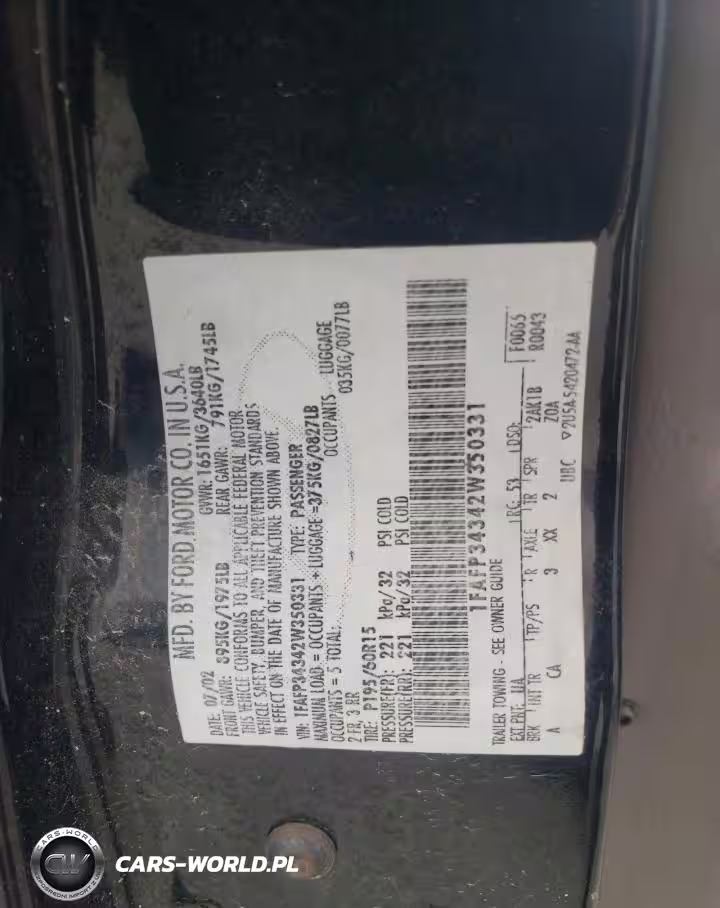 MFD. BY FORD MOTOR CO. IN U.S.A.
DATE: 07/02 GVWR: 1651KG/3640LB
FRONT GAWR: 895KG/1975LB REAR GAWR: 791KG/1745LB
THIS VEHICLE CONFORMS TO ALL APPLICABLE FEDERAL MOTOR
VEHICLE SAFETY, BUMPER, AND THEFT PREVENTION STANDARDS
IN EFFECT ON THE DATE OF MANUFACTURE SHOWN ABOVE.
VIN: 1FAFP34342W350331 TYPE: PASSENGER
MAXIMUM LOAD = OCCUPANTS + LUGGAGE =375KG/0827LB
OCCUPANTS = 5 TOTAL: OCCUPANTS LUGGAGE
2 FR, 3 RR 035KG/0077LB
TIRE: P195/60R15
PRESSURE(FR): 221 kPa/32 PSI COLD
PRESSURE(RR): 221 kPa/32 PSI COLD
1FAFP34342W350331
TRAILER TOWING - SEE OWNER GUIDE
EXT PNT: UA RC: 53 DSO: F0065
BRK INT TR TP/PS R AXLE TR SPR 2AK1B R0043
A CA 3 XX 2 ZOA
UBC ▽2U5A-5420472-AA
CARS-WORLD
CW
CARS-WORLD.PL